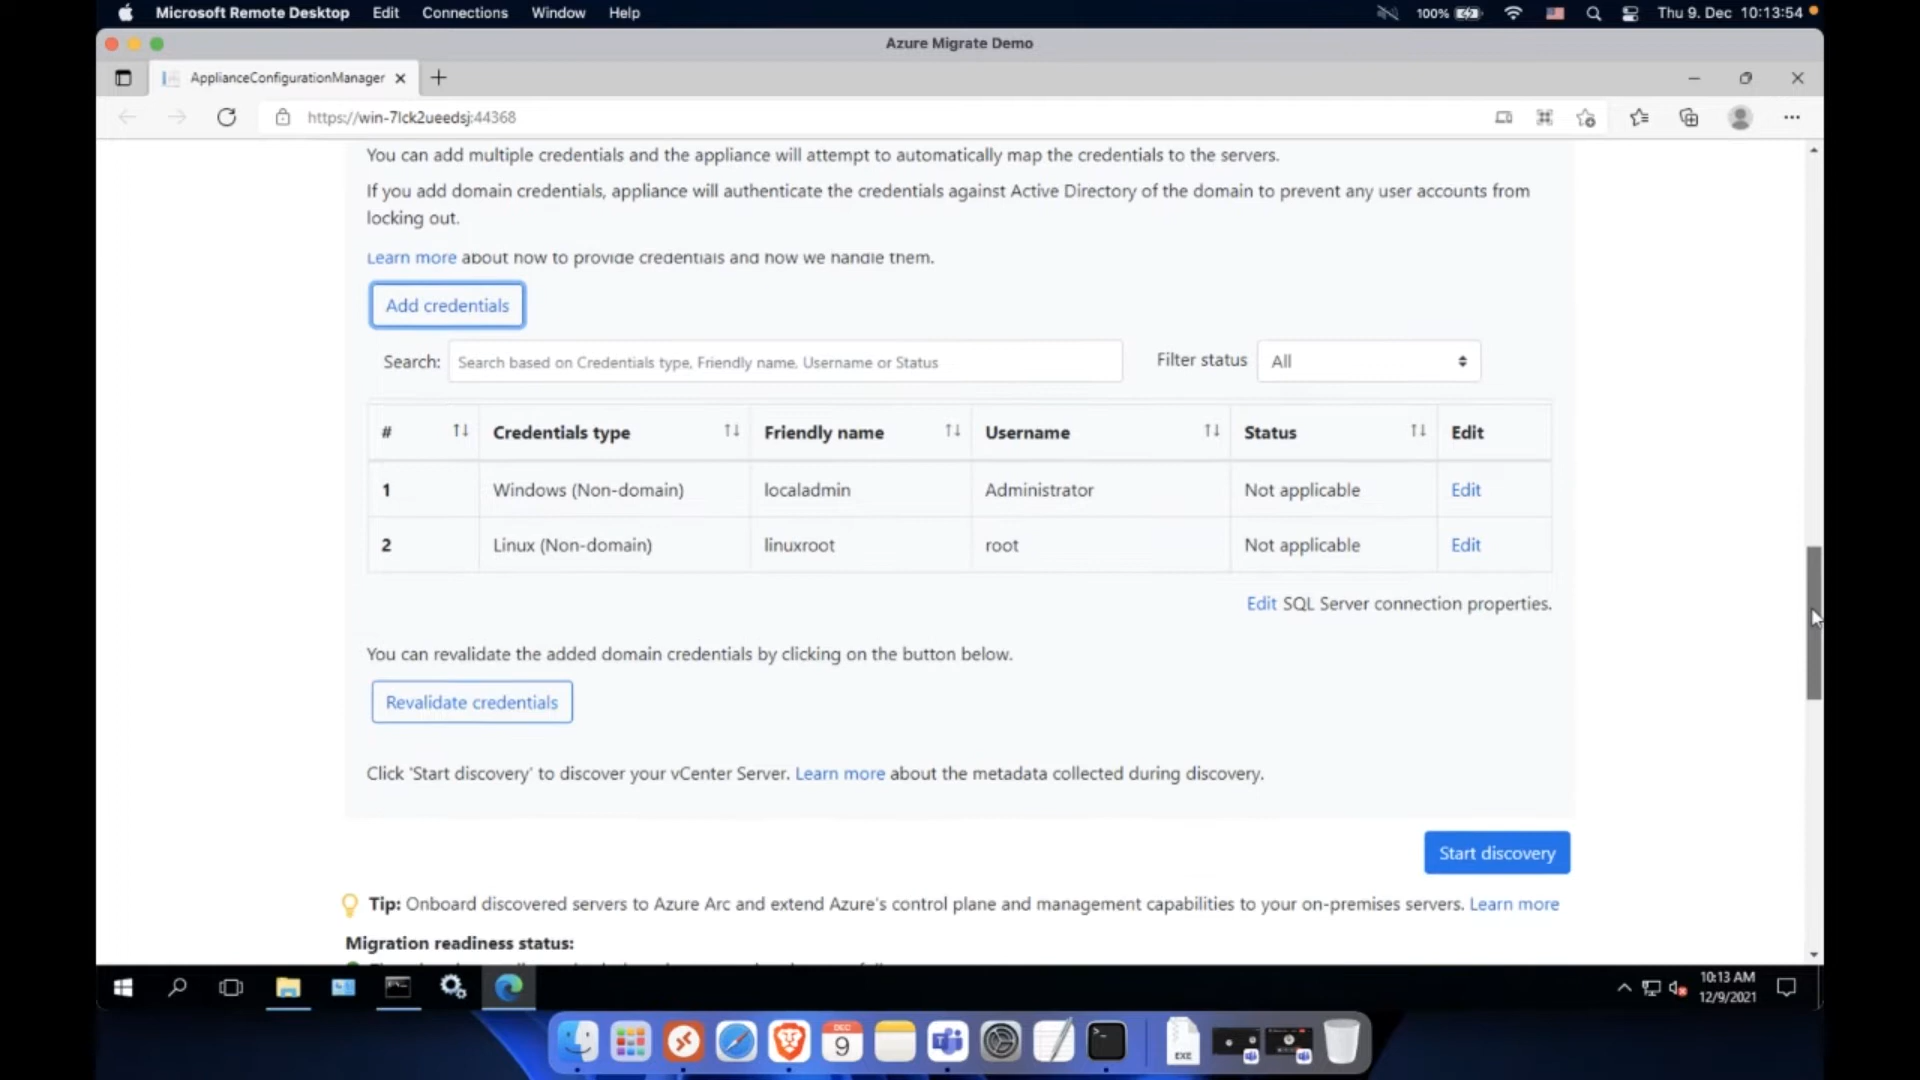 Microsoft Remote Desktop Edit Connections Window Help 100% Thu 9. Dec 10:13:54
Azure Migrate Demo
ApplianceConfigurationManager
https://win-7lck2ueedsj:44368
You can add multiple credentials and the appliance will attempt to automatically map the credentials to the servers.
If you add domain credentials, appliance will authenticate the credentials against Active Directory of the domain to prevent any user accounts from
locking out.
Learn more about how to provide credentials and how we handle them.
Add credentials
Search: Search based on Credentials type, Friendly name, Username or Status Filter status All
# Credentials type Friendly name Username Status Edit
1 Windows (Non-domain) localadmin Administrator Not applicable Edit
2 Linux (Non-domain) linuxroot root Not applicable Edit
Edit SQL Server connection properties.
You can revalidate the added domain credentials by clicking on the button below.
Revalidate credentials
Click 'Start discovery' to discover your vCenter Server. Learn more about the metadata collected during discovery.
Start discovery
Tip: Onboard discovered servers to Azure Arc and extend Azure's control plane and management capabilities to your on-premises servers. Learn more
Migration readiness status:
10:13 AM
12/9/2021
DEC
9
EXE